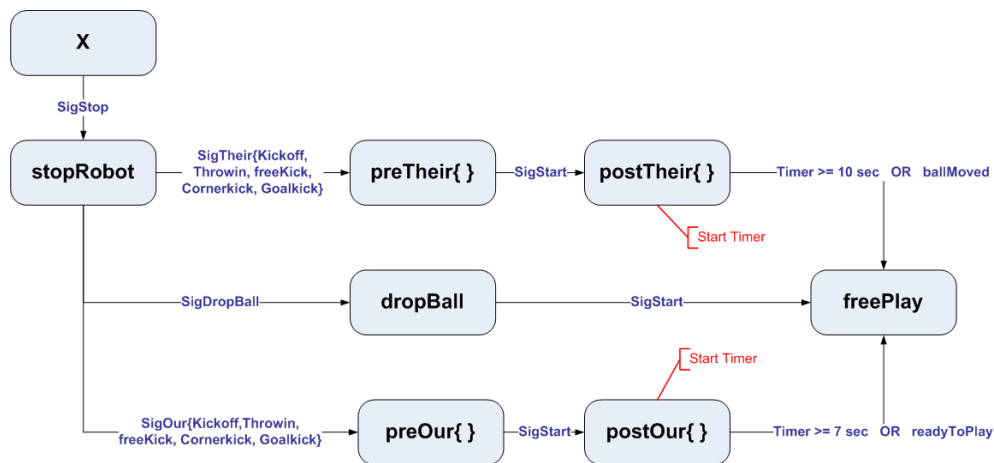 X
SigStop
stopRobot
SigTheir{Kickoff,
Throwin, freeKick,
Cornerkick, Goalkick}
preTheir{ }
SigStart
postTheir{ }
Timer >= 10 sec OR ballMoved
Start Timer
SigDropBall
dropBall
SigStart
freePlay
Start Timer
SigOur{Kickoff,Throwin,
freeKick, Cornerkick, Goalkick}
preOur{ }
SigStart
postOur{ }
Timer >= 7 sec OR readyToPlay